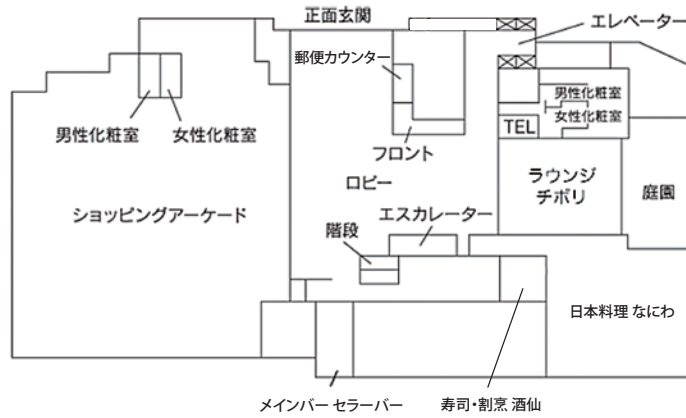 正面玄関
エレベーター
郵便カウンター
男性化粧室
女性化粧室
男性化粧室
女性化粧室
TEL
フロント
ラウンジ
チボリ
庭園
ロビー
ショッピングアーケード
エスカレーター
階段
日本料理 なにわ
メインバー セラーバー
寿司・割烹 酒仙